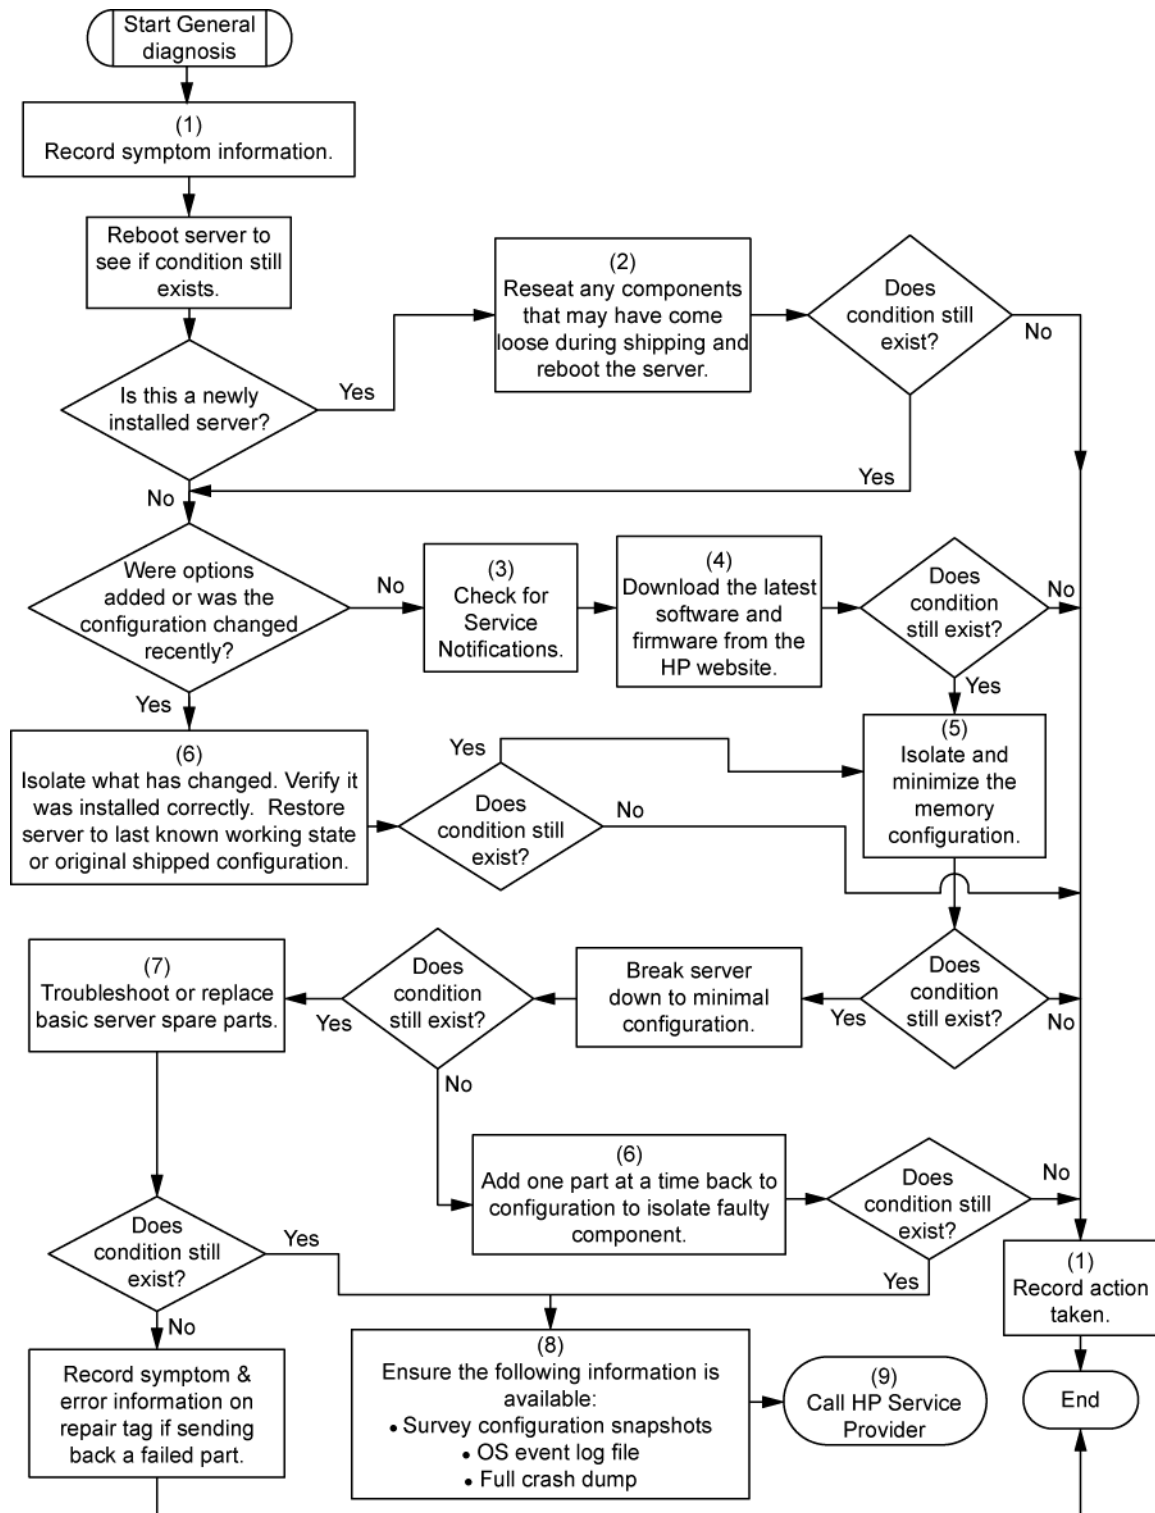 Start General
diagnosis
(1)
Record symptom information.
Reboot server to
see if condition still
exists.
Is this a newly
installed server?
Yes
No
(2)
Reseat any components
that may have come
loose during shipping and
reboot the server.
Does
condition still
exist?
No
Yes
Were options
added or was the
configuration changed
recently?
No
Yes
(3)
Check for
Service
Notifications.
(4)
Download the latest
software and
firmware from the
HP website.
Does
condition
still exist?
No
Yes
(5)
Isolate and
minimize the
memory
configuration.
(6)
Isolate what has changed. Verify it
was installed correctly.  Restore
server to last known working state
or original shipped configuration.
Does
condition still
exist?
Yes
No
Does
condition
still exist?
No
Yes
Break server
down to minimal
configuration.
Does
condition
still exist?
Yes
No
(7)
Troubleshoot or replace
basic server spare parts.
(6)
Add one part at a time back to
configuration to isolate faulty
component.
Does
condition still
exist?
No
Yes
Does
condition still
exist?
Yes
No
(1)
Record action
taken.
Record symptom &
error information on
repair tag if sending
back a failed part.
(8)
Ensure the following information is
available:
• Survey configuration snapshots
• OS event log file
• Full crash dump
(9)
Call HP Service
Provider
End